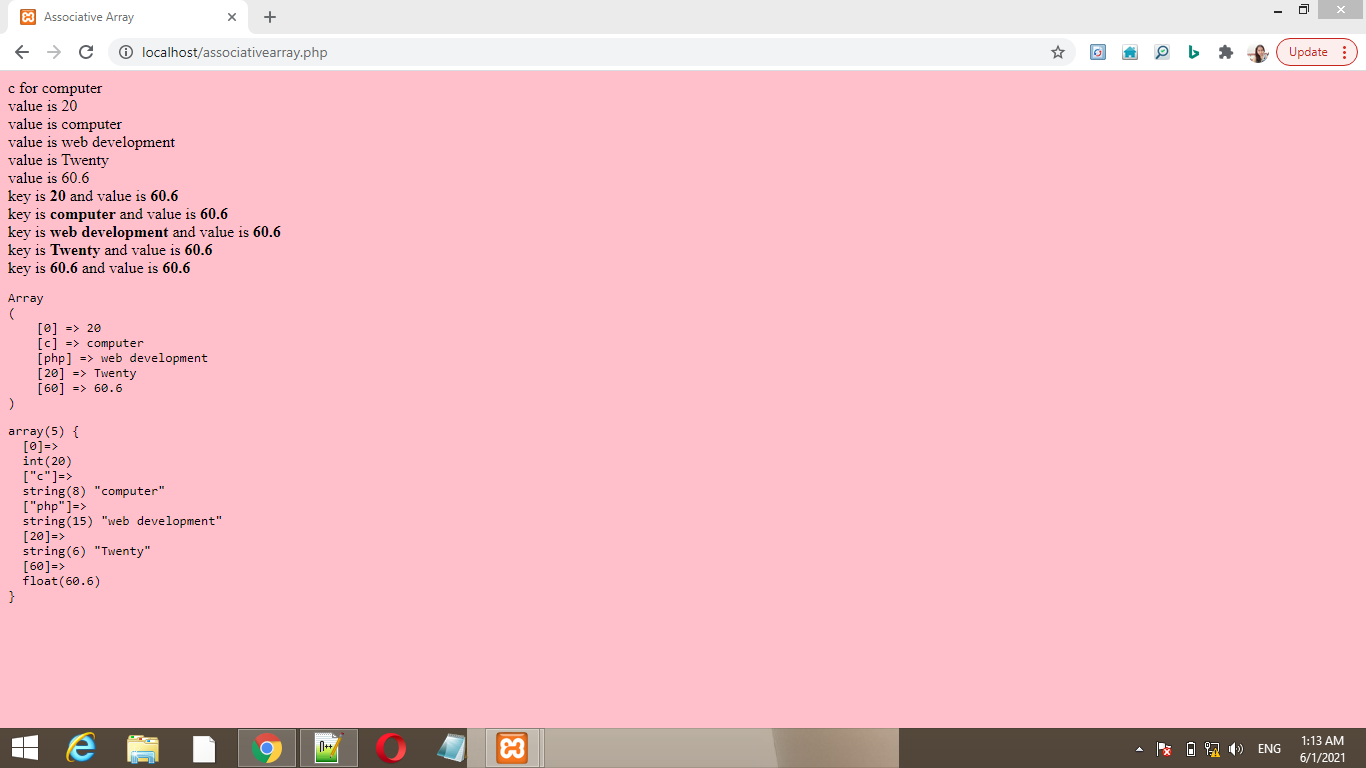 Associative Array
localhost/associativearray.php
Update
c for computer
value is 20
value is computer
value is web development
value is Twenty
value is 60.6
key is 20 and value is 60.6
key is computer and value is 60.6
key is web development and value is 60.6
key is Twenty and value is 60.6
key is 60.6 and value is 60.6
Array
(
    [0] => 20
    [c] => computer
    [php] => web development
    [20] => Twenty
    [60] => 60.6
)
array(5) {
  [0]=>
  int(20)
  ["c"]=>
  string(8) "computer"
  ["php"]=>
  string(15) "web development"
  [20]=>
  string(6) "Twenty"
  [60]=>
  float(60.6)
}
ENG
1:13 AM
6/1/2021